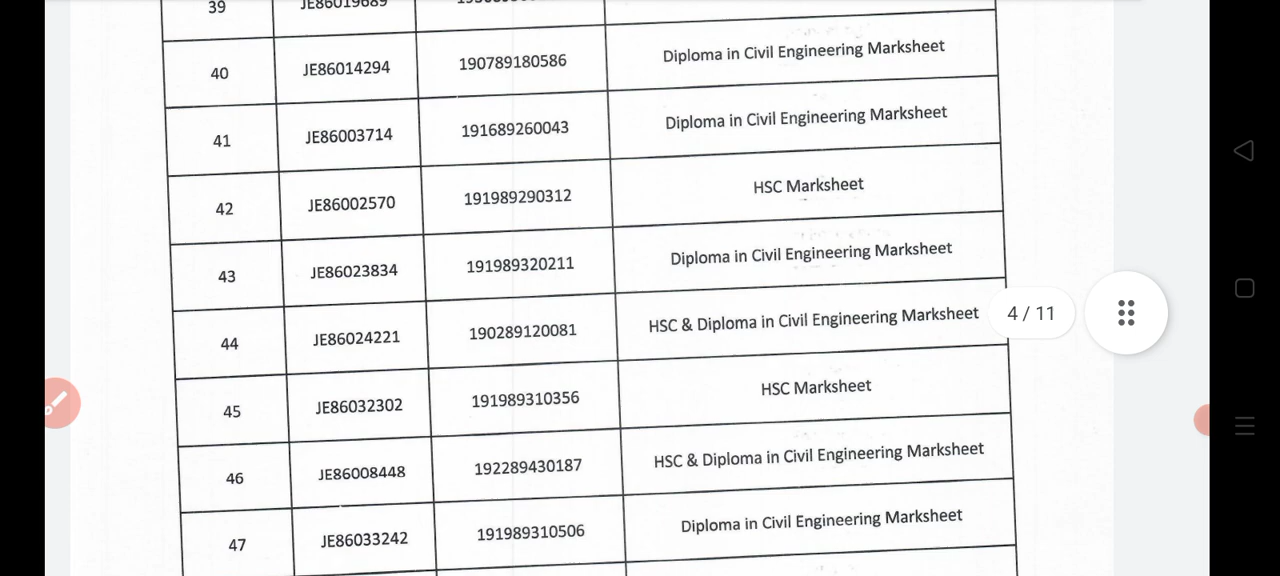 39 JE86019689
40 JE86014294 190789180586 Diploma in Civil Engineering Marksheet
41 JE86003714 191689260043 Diploma in Civil Engineering Marksheet
42 JE86002570 191989290312 HSC Marksheet
43 JE86023834 191989320211 Diploma in Civil Engineering Marksheet
44 JE86024221 190289120081 HSC & Diploma in Civil Engineering Marksheet
4 / 11
45 JE86032302 191989310356 HSC Marksheet
46 JE86008448 192289430187 HSC & Diploma in Civil Engineering Marksheet
47 JE86033242 191989310506 Diploma in Civil Engineering Marksheet